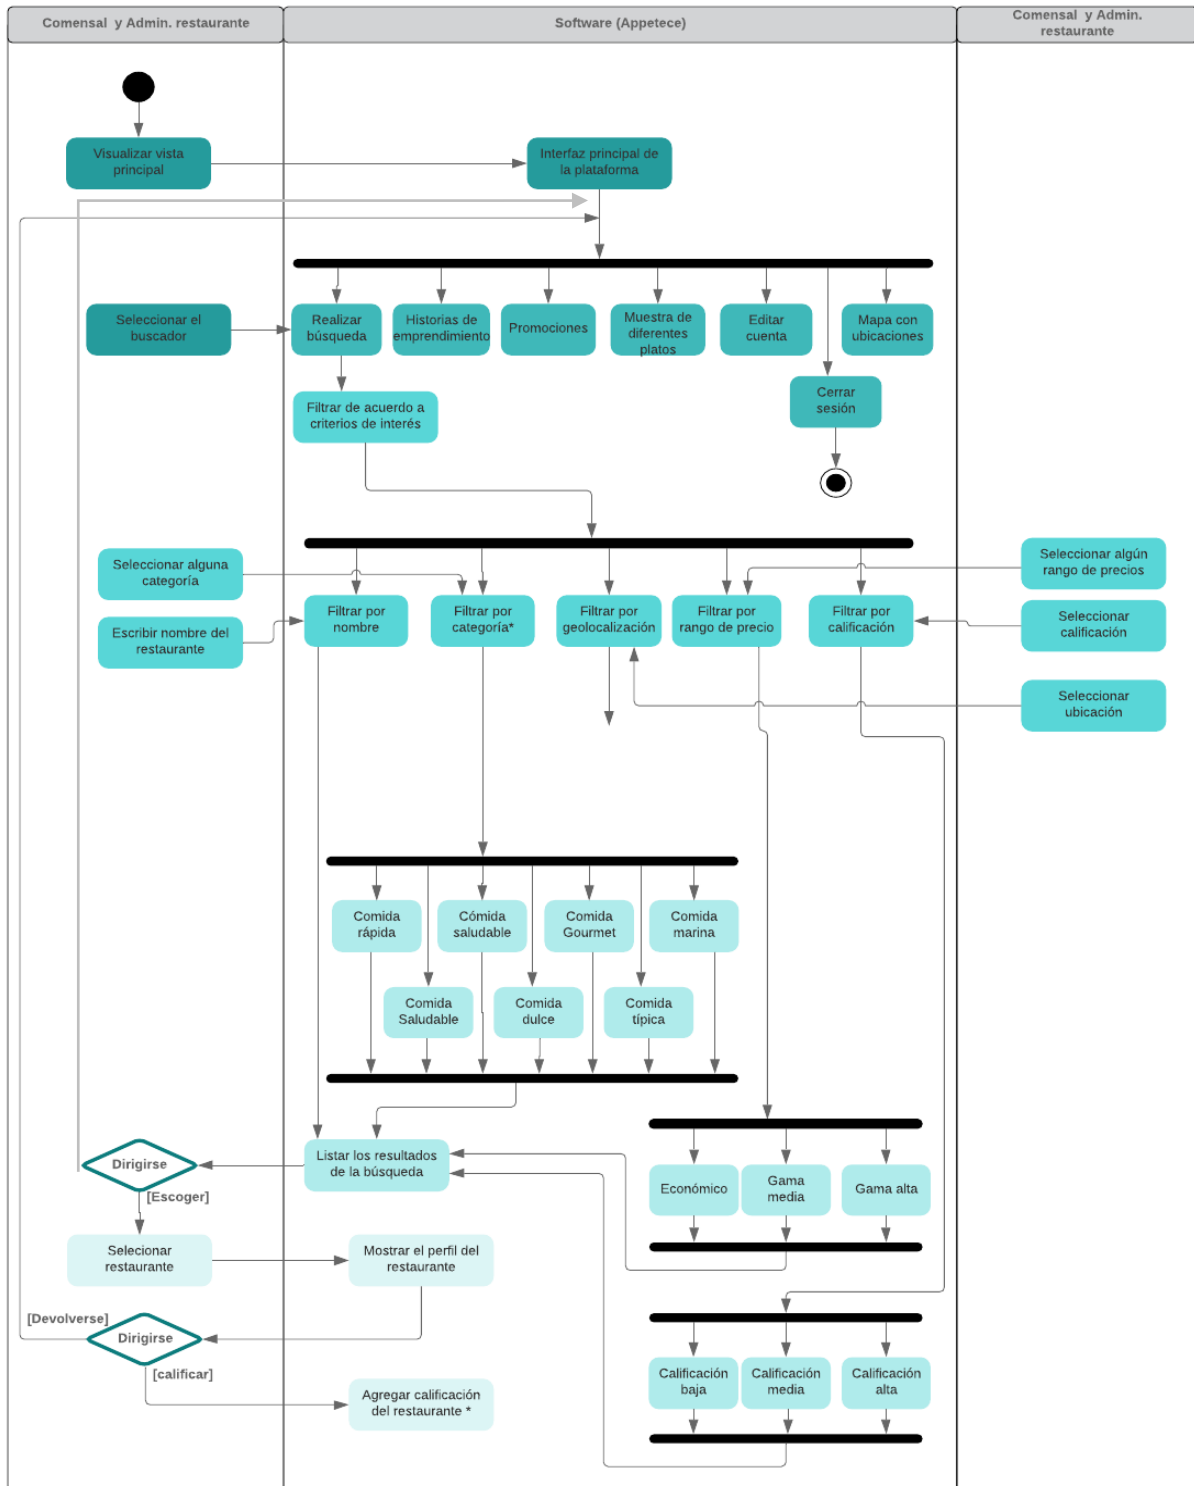 Comensal y Admin. restaurante
Software (Appetece)
Comensal y Admin.
restaurante
Visualizar vista
principal
Interfaz principal de
la plataforma
Seleccionar el
buscador
Realizar
búsqueda
Historias de
emprendimiento
Promociones
Muestra de
diferentes
platos
Editar
cuenta
Mapa con
ubicaciones
Filtrar de acuerdo a
criterios de interés
Cerrar
sesión
Seleccionar alguna
categoría
Seleccionar algún
rango de precios
Escribir nombre del
restaurante
Filtrar por
nombre
Filtrar por
categoría*
Filtrar por
geolocalización
Filtrar por
rango de precio
Filtrar por
calificación
Seleccionar
calificación
Seleccionar
ubicación
Comida
rápida
Cómida
saludable
Comida
Gourmet
Comida
marina
Comida
Saludable
Comida
dulce
Comida
típica
Dirigirse
[Escoger]
Listar los resultados
de la búsqueda
Económico
Gama
media
Gama alta
Selecionar
restaurante
Mostrar el perfil del
restaurante
[Devolverse]
Dirigirse
[calificar]
Agregar calificación
del restaurante *
Calificación
baja
Calificación
media
Calificación
alta